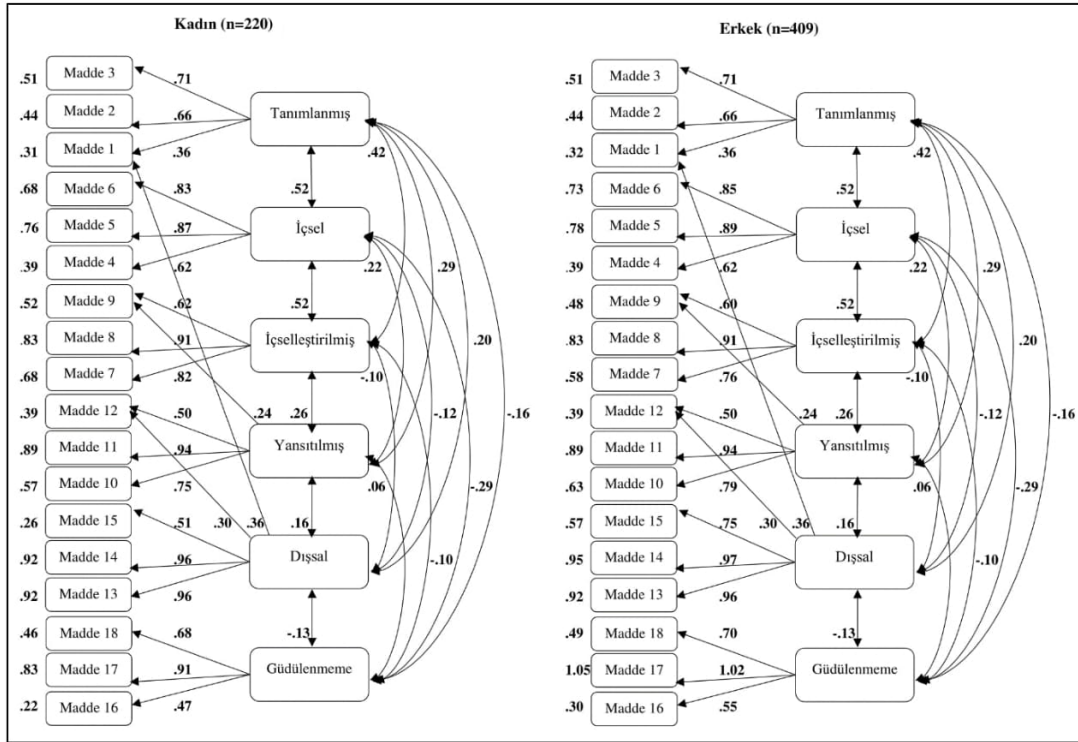 Kadın (n=220)
.51 Madde 3 .71
.44 Madde 2 .66 Tanımlanmış
.31 Madde 1 .36 .42
.68 Madde 6 .83 .52
.76 Madde 5 .87 İçsel
.39 Madde 4 .62 .22 .29
.52 Madde 9 .62 .52
.83 Madde 8 .91 İçselleştirilmiş .20
.68 Madde 7 .82 -.10
.39 Madde 12 .50 .24 .26 -.12 -.16
.89 Madde 11 .94 Yansıtılmış
.57 Madde 10 .75 .06 -.29
.26 Madde 15 .51 .30 .36 .16
.92 Madde 14 .96 Dışsal -.10
.92 Madde 13 .96
.46 Madde 18 .68 -.13
.83 Madde 17 .91 Güdülenmeme
.22 Madde 16 .47
Erkek (n=409)
.51 Madde 3 .71
.44 Madde 2 .66 Tanımlanmış
.32 Madde 1 .36 .42
.73 Madde 6 .85 .52
.78 Madde 5 .89 İçsel
.39 Madde 4 .62 .22 .29
.48 Madde 9 .60 .52
.83 Madde 8 .91 İçselleştirilmiş .20
.58 Madde 7 .76 -.10
.39 Madde 12 .50 .24 .26 -.12 -.16
.89 Madde 11 .94 Yansıtılmış
.63 Madde 10 .79 .06 -.29
.57 Madde 15 .75 .30 .36 .16
.95 Madde 14 .97 Dışsal -.10
.92 Madde 13 .96
.49 Madde 18 .70 -.13
1.05 Madde 17 1.02 Güdülenmeme
.30 Madde 16 .55